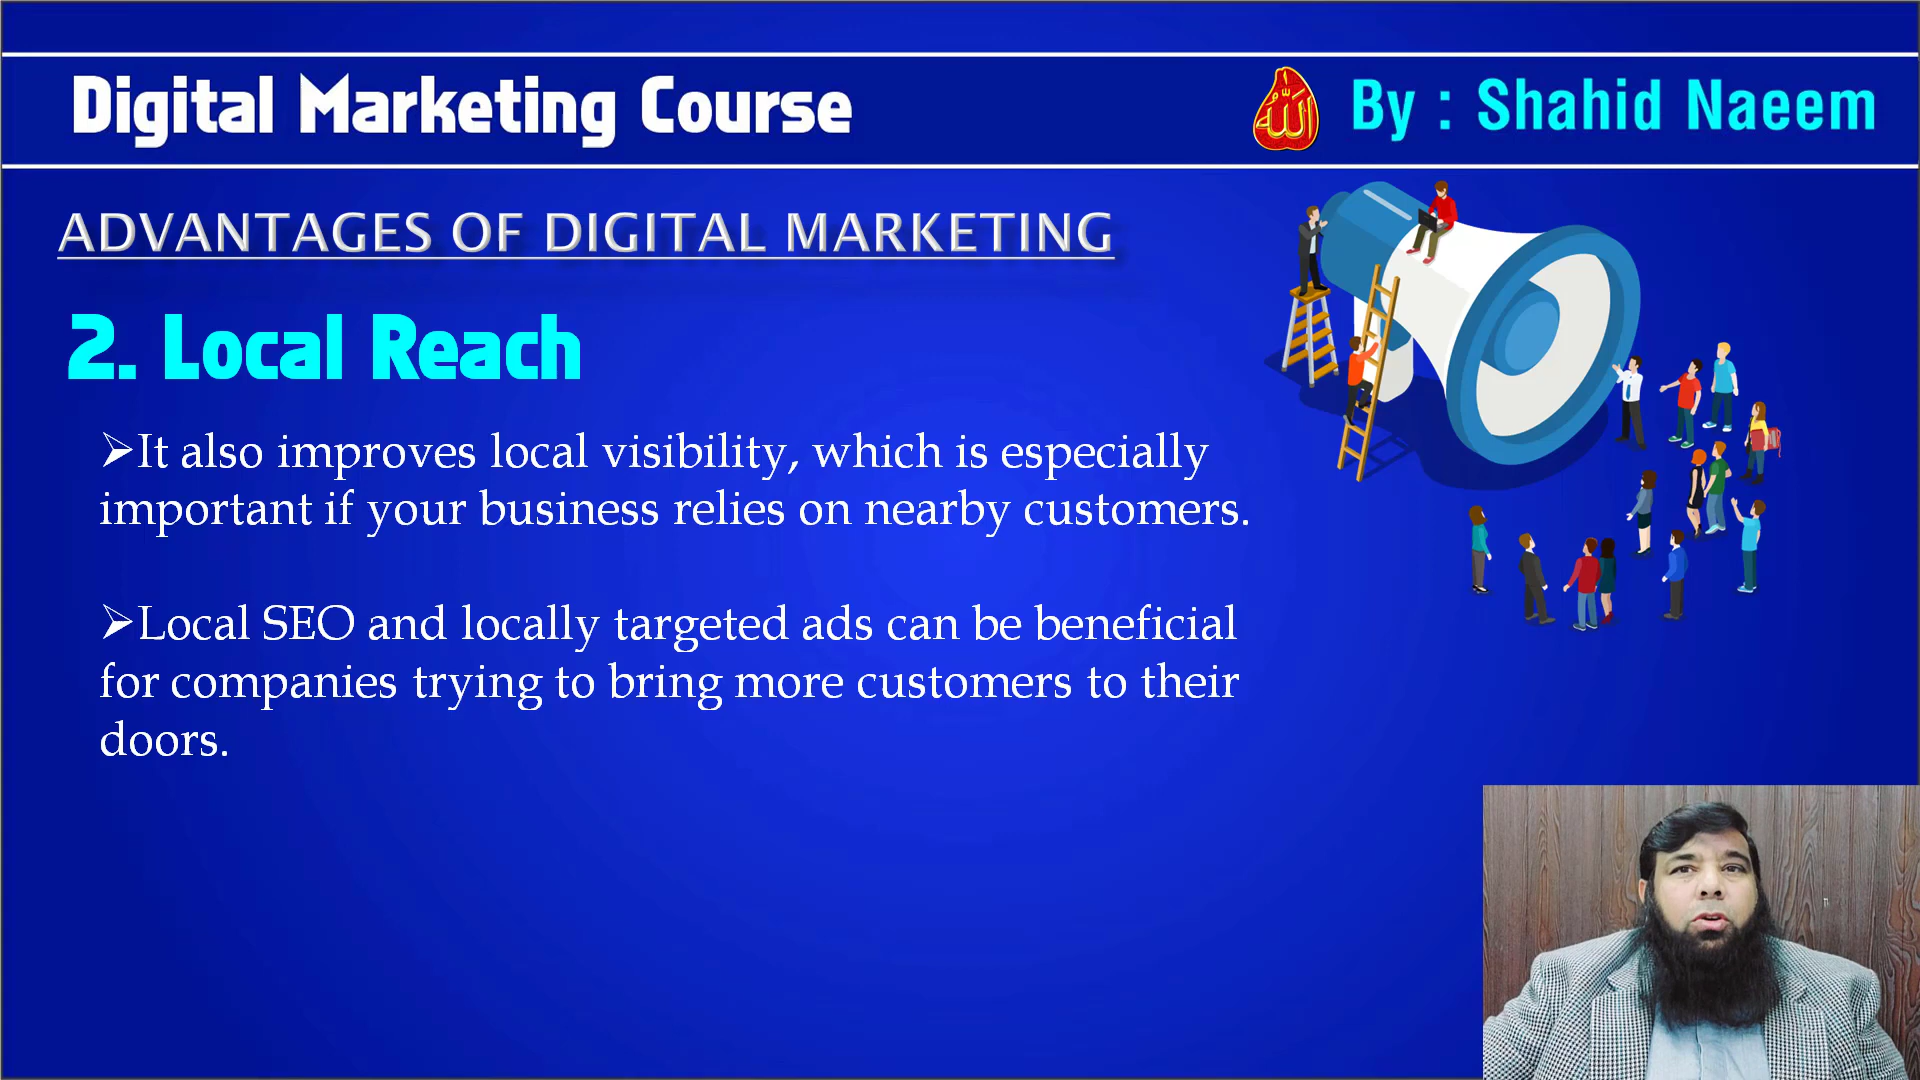 Digital Marketing Course
الله
By : Shahid Naeem
ADVANTAGES OF DIGITAL MARKETING
2. Local Reach
➢It also improves local visibility, which is especially
important if your business relies on nearby customers.
➢Local SEO and locally targeted ads can be beneficial
for companies trying to bring more customers to their
doors.